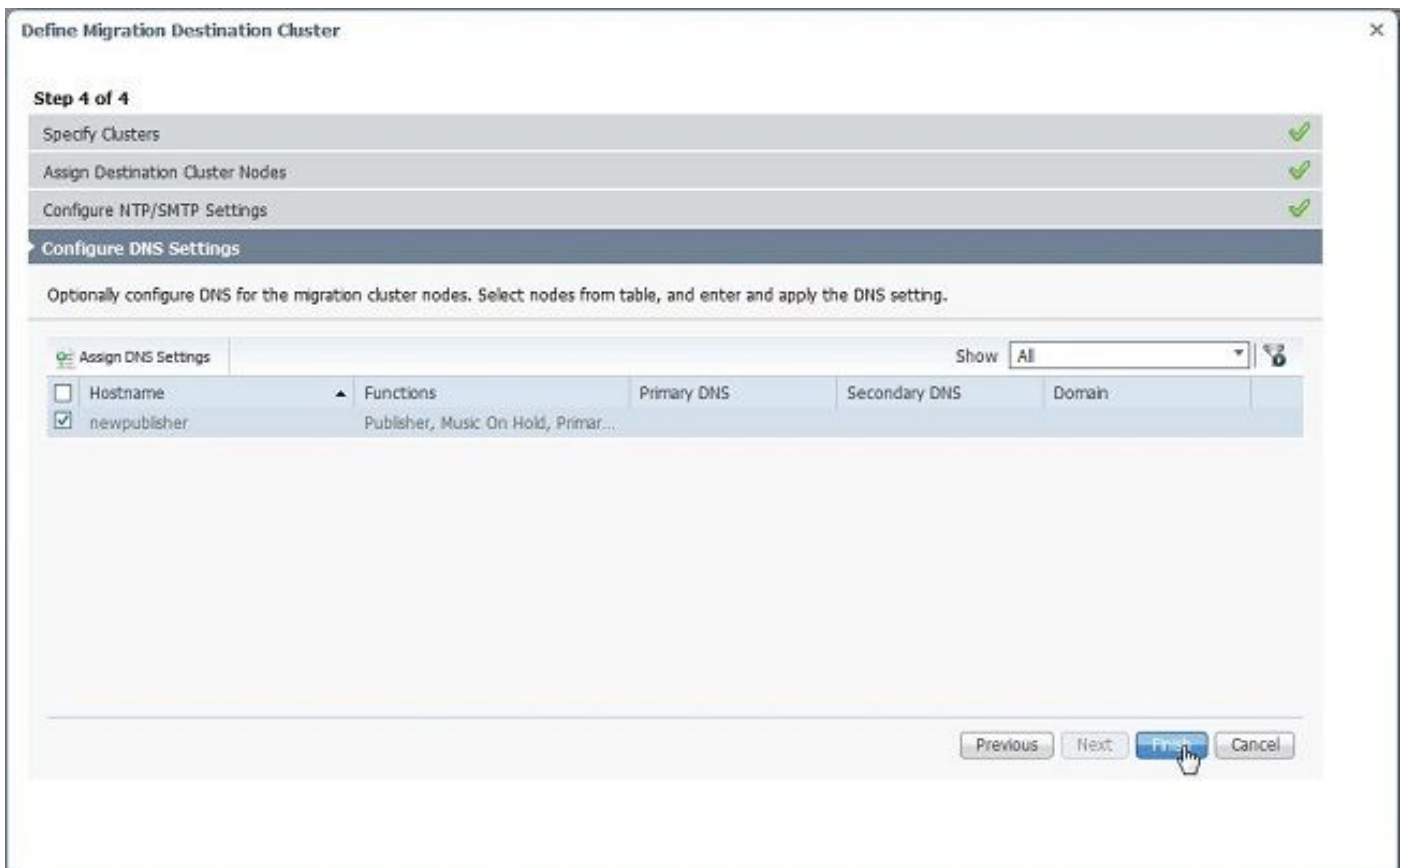 Define Migration Destination Cluster
Step 4 of 4
Specify Clusters
Assign Destination Cluster Nodes
Configure NTP/SMTP Settings
Configure DNS Settings
Optionally configure DNS for the migration cluster nodes. Select nodes from table, and enter and apply the DNS setting.
Assign DNS Settings Show All
Hostname Functions Primary DNS Secondary DNS Domain
newpublisher Publisher, Music On Hold, Primar...
Previous Next Finish Cancel